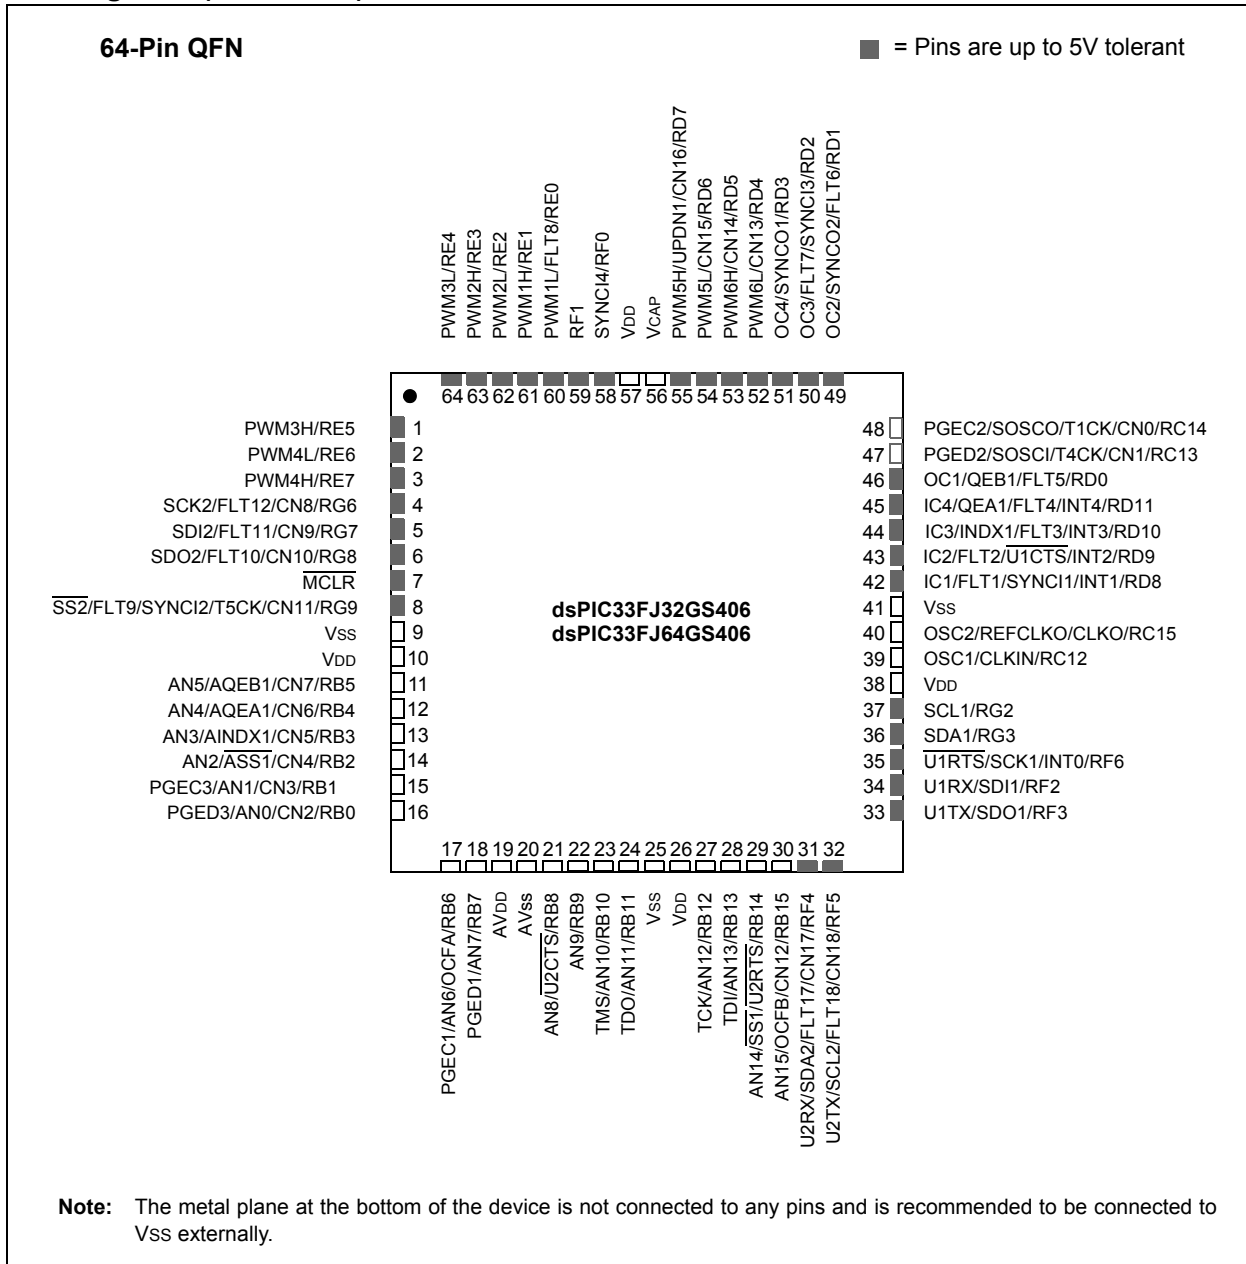 64-Pin QFN
= Pins are up to 5V tolerant
PWM3L/RE4
PWM2H/RE3
PWM2L/RE2
PWM1H/RE1
PWM1L/FLT8/RE0
RF1
SYNCI4/RF0
VDD
VCAP
PWM5H/UPDN1/CN16/RD7
PWM5L/CN15/RD6
PWM6H/CN14/RD5
PWM6L/CN13/RD4
OC4/SYNCO1/RD3
OC3/FLT7/SYNCI3/RD2
OC2/SYNCO2/FLT6/RD1
64 63 62 61 60 59 58 57 56 55 54 53 52 51 50 49
PWM3H/RE5 1
PWM4L/RE6 2
PWM4H/RE7 3
SCK2/FLT12/CN8/RG6 4
SDI2/FLT11/CN9/RG7 5
SDO2/FLT10/CN10/RG8 6
MCLR 7
SS2/FLT9/SYNCI2/T5CK/CN11/RG9 8
VSS 9
VDD 10
AN5/AQEB1/CN7/RB5 11
AN4/AQEA1/CN6/RB4 12
AN3/AINDX1/CN5/RB3 13
AN2/ASS1/CN4/RB2 14
PGEC3/AN1/CN3/RB1 15
PGED3/AN0/CN2/RB0 16
dsPIC33FJ32GS406
dsPIC33FJ64GS406
48 PGEC2/SOSCO/T1CK/CN0/RC14
47 PGED2/SOSCI/T4CK/CN1/RC13
46 OC1/QEB1/FLT5/RD0
45 IC4/QEA1/FLT4/INT4/RD11
44 IC3/INDX1/FLT3/INT3/RD10
43 IC2/FLT2/U1CTS/INT2/RD9
42 IC1/FLT1/SYNCI1/INT1/RD8
41 VSS
40 OSC2/REFCLKO/CLKO/RC15
39 OSC1/CLKIN/RC12
38 VDD
37 SCL1/RG2
36 SDA1/RG3
35 U1RTS/SCK1/INT0/RF6
34 U1RX/SDI1/RF2
33 U1TX/SDO1/RF3
17 18 19 20 21 22 23 24 25 26 27 28 29 30 31 32
PGEC1/AN6/OCFA/RB6
PGED1/AN7/RB7
AVDD
AVss
AN8/U2CTS/RB8
AN9/RB9
TMS/AN10/RB10
TDO/AN11/RB11
VSS
VDD
TCK/AN12/RB12
TDI/AN13/RB13
AN14/SS1/U2RTS/RB14
AN15/OCFB/CN12/RB15
U2RX/SDA2/FLT17/CN17/RF4
U2TX/SCL2/FLT18/CN18/RF5
Note: The metal plane at the bottom of the device is not connected to any pins and is recommended to be connected to
VSS externally.